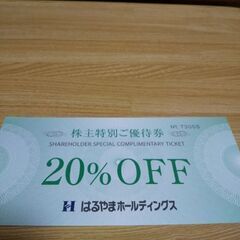 株主特別ご優待券
SHAREHOLDER SPECIAL COMPLIMENTARY TICKET
20%OFF
はるやまホールディングス